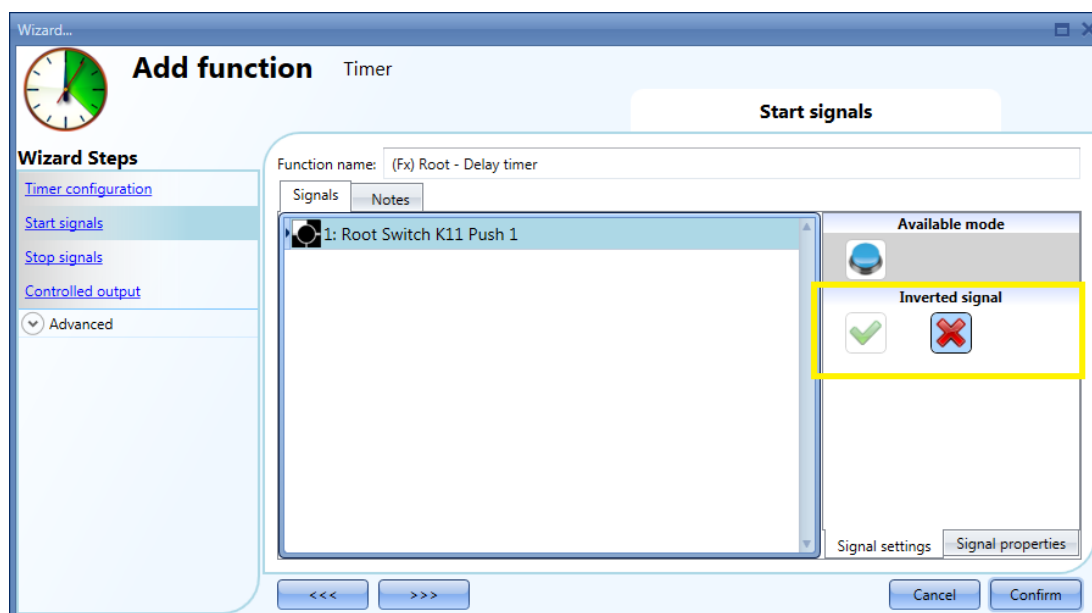 Wizard...
Add function Timer
Start signals
Wizard Steps
Timer configuration
Start signals
Stop signals
Controlled output
Advanced
Function name: (Fx) Root - Delay timer
Signals Notes
1: Root Switch K11 Push 1
Available mode
Inverted signal
Signal settings Signal properties
<<< >>> Cancel Confirm